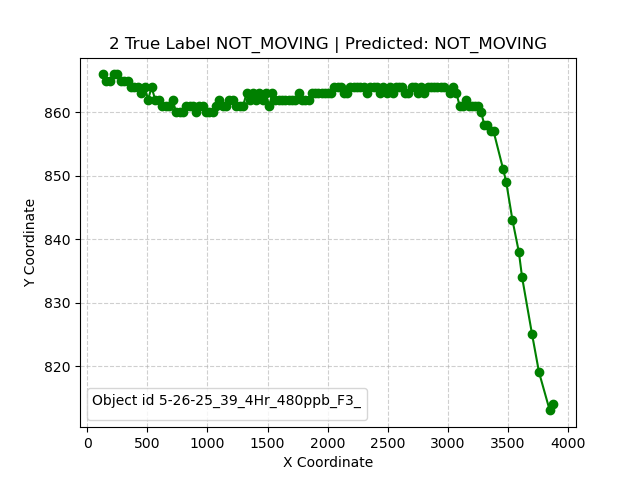 2 True Label NOT_MOVING | Predicted: NOT_MOVING
Y Coordinate
860
850
840
830
820
Object id 5-26-25_39_4Hr_480ppb_F3_
0 500 1000 1500 2000 2500 3000 3500 4000
X Coordinate